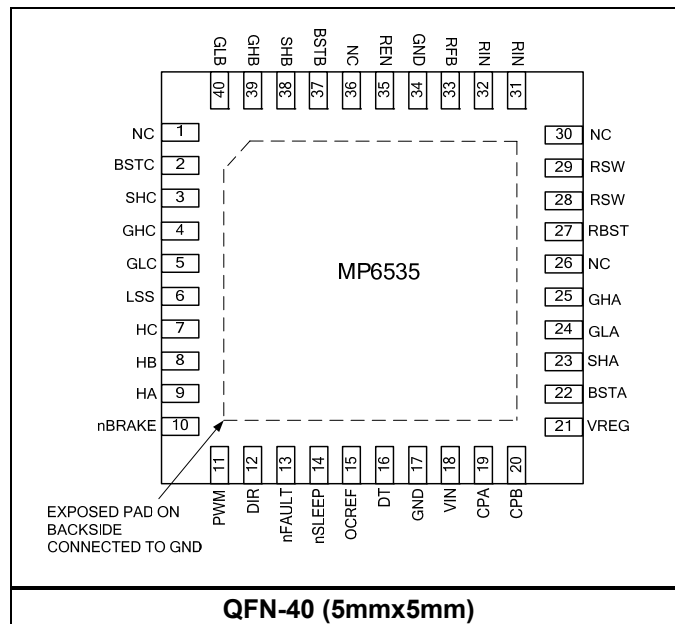 GLB
GHB
SHB
BSTB
NC
REN
GND
RFB
RIN
RIN
40
39
38
37
36
35
34
33
32
31
NC 1
BSTC 2
SHC 3
GHC 4
GLC 5
LSS 6
HC 7
HB 8
HA 9
nBRAKE 10
MP6535
30 NC
29 RSW
28 RSW
27 RBST
26 NC
25 GHA
24 GLA
23 SHA
22 BSTA
21 VREG
11
12
13
14
15
16
17
18
19
20
PWM
DIR
nFAULT
nSLEEP
OCREF
DT
GND
VIN
CPA
CPB
EXPOSED PAD ON
BACKSIDE
CONNECTED TO GND
QFN-40 (5mmx5mm)